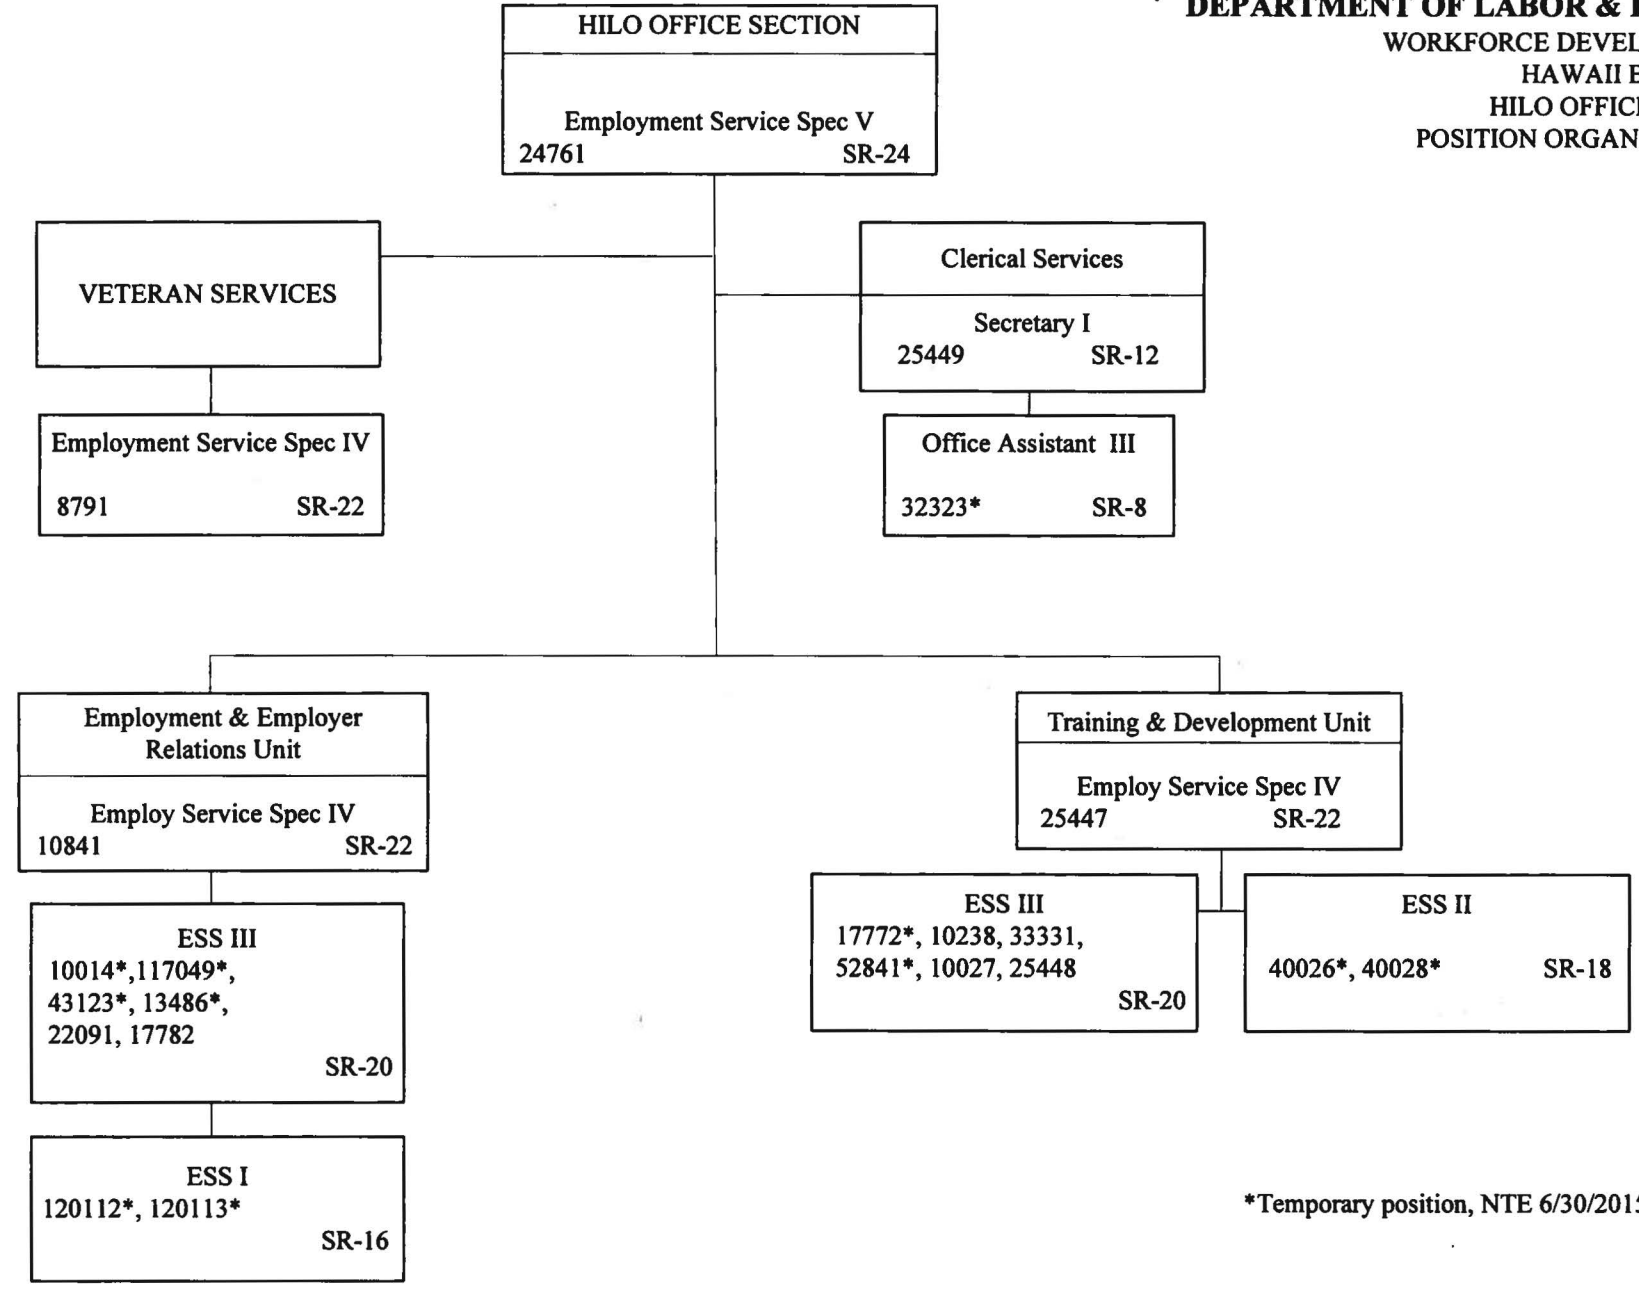 DEPARTMENT OF LABOR &
WORKFORCE
HAWAII
HILO
POSITION
HILO OFFICE SECTION
Employment Service Spec V
24761 SR-24
VETERAN SERVICES
Clerical Services
Secretary I
25449 SR-12
Employment Service Spec IV
8791 SR-22
Office Assistant III
32323* SR-8
Employment & Employer
Relations Unit
Employ Service Spec IV
10841 SR-22
Training & Development Unit
Employ Service Spec IV
25447 SR-22
ESS III
10014*,117049*,
43123*, 13486*,
22091, 17782
SR-20
ESS III
17772*, 10238, 33331,
52841*, 10027, 25448
SR-20
ESS II
40026*, 40028* SR-18
ESS I
120112*, 120113*
SR-16
*Temporary position, NTE 6/30/2015